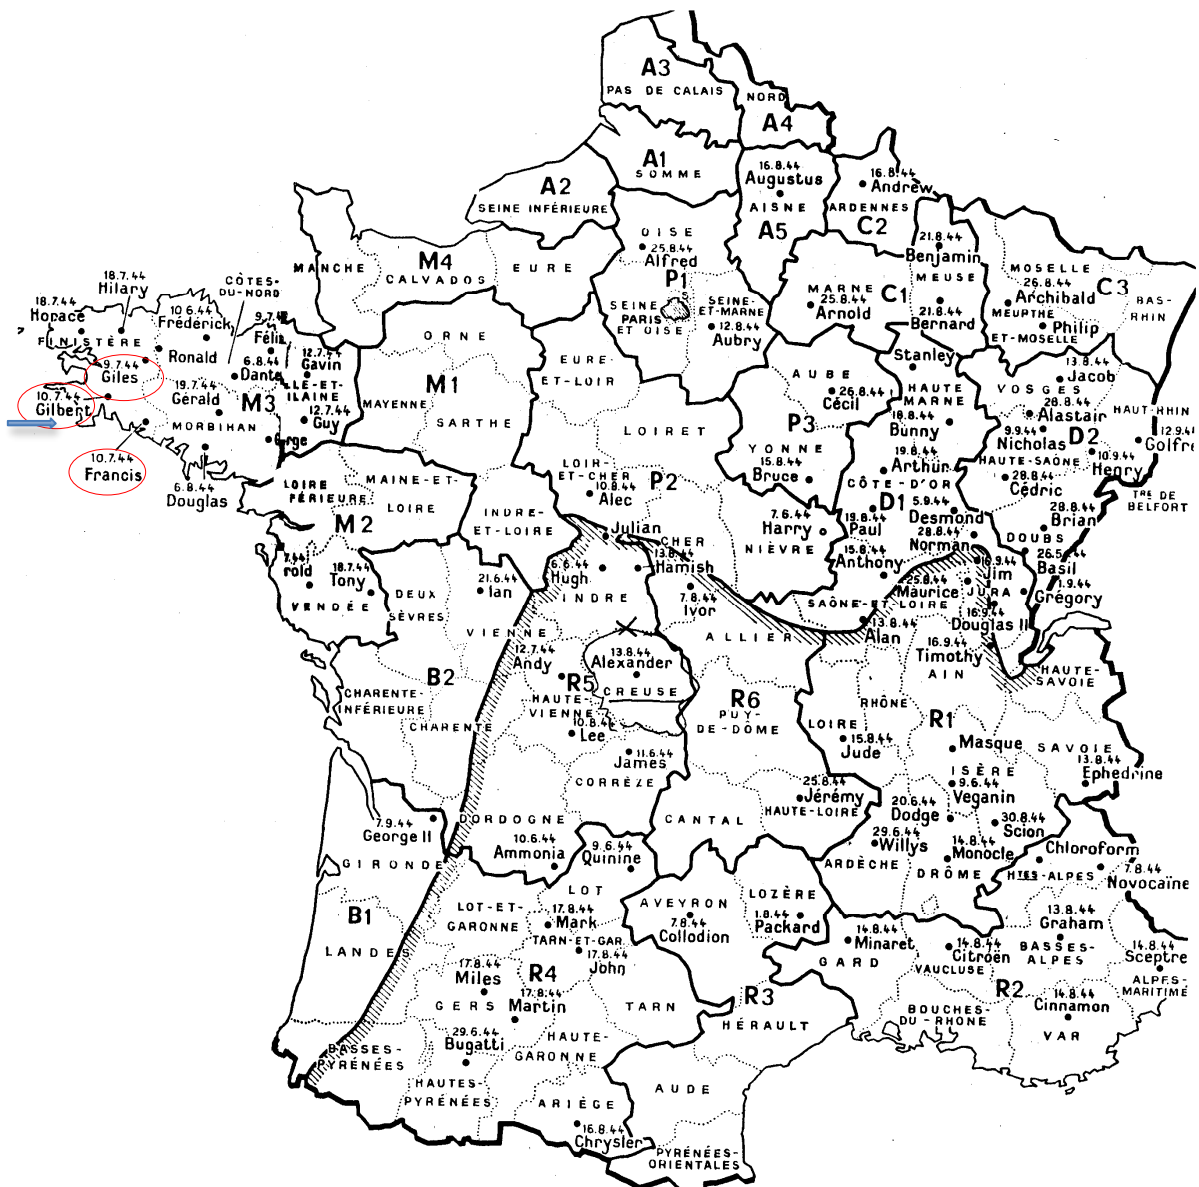 A3
PAS DE CALAIS
NORD
A4
A1
SOMME
A2
SEINE INFÉRIEURE
16.8.44
Augustus
AISNE
A5
16.8.44
Andrew
ARDENNES
C2
OISE
25.8.44
Alfred
P1
SEINE
PARIS
ET OISE
SEINE-
ET-MARNE
12.8.44
Aubry
21.8.44
Benjamin
MEUSE
21.8.44
Bernard
MARNE
25.8.44
Arnold
C1
MOSELLE
26.8.44
Archibald
C3
MEURTHE
Philip
ET-MOSELLE
BAS-
RHIN
MANCHE
M4
CALVADOS
EURE
18.7.44
Hilary
CÔTES-
DU-NORD
18.7.44
Horace
FINISTÈRE
10.6.44
Frédérick
9.7.4
Féli
Ronald
9.7.44
Giles
6.8.44
Dante
12.7.44
Gavin
ILLE-ET-
ILAINE
10.7.44
Gilbert
19.7.44
Gérald
M3
MORBIHAN
12.7.44
Guy
10.7.44
Francis
6.8.44
Douglas
ORNE
M1
MAYENNE
SARTHE
EURE-
ET-LOIR
LOIRET
LOIR-
ET-CHER
10.8.44
Alec
P2
AUBE
26.8.44
Cécil
P3
YONNE
15.8.44
Bruce
Stanley
HAUTE
MARNE
18.8.44
Bunny
19.8.44
Arthur
CÔTE-D'OR
D1
5.9.44
Desmond
19.8.44
Paul
28.8.44
Norman
15.8.44
Anthony
VOSGES
13.8.44
Jacob
28.8.44
Alastair
HAUT-RHIN
9.9.44
Nicholas
D2
12.9.4
Golfr
10.9.44
Henry
HAUTE-SAÔNE
28.8.44
Cédric
TRE DE
BELFORT
28.8.44
Brian
DOUBS
Basil
1.9.44
Grégory
LOIRE
MAINE-ET-
LOIRE
M2
INDRE-
ET-LOIRE
Julian
CHER
13.8.44
Hamish
7.6.44
Harry
NIÈVRE
18.7.44
Tony
VENDÉE
DEUX
SÈVRES
21.6.44
Ian
VIENNE
6.6.44
Hugh
INDRE
7.8.44
Ivor
ALLIER
SAÔNE-ET LOIRE
13.8.44
Alan
25.8.44
Maurice
16.9.44
Jim
JURA
16.9.44
Douglas II
16.9.44
Timothy
AIN
HAUTE-
SAVOIE
B2
CHARENTE-
INFÉRIEURE
CHARENTE
12.7.44
Andy
R5
HAUTE-
VIENNE
10.8.44
Lee
13.8.44
Alexander
CREUSE
11.6.44
James
CORRÈZE
R6
PUY-
DE-DÔME
RHÔNE
LOIRE
15.8.44
Jude
R1
Masque
ISÈRE
9.6.44
Veganin
SAVOIE
13.8.44
Ephedrine
7.9.44
George II
GIRONDE
DORDOGNE
10.6.44
Ammonia
9.6.44
Quinine
CANTAL
25.8.44
Jérémy
HAUTE-LOIRE
20.6.44
Dodge
29.6.44
Willys
ARDÈCHE
14.8.44
Monocle
DRÔME
30.8.44
Scion
Chloroform
HTES-ALPES
7.8.44
Novocaïne
B1
LANDES
LOT
LOT-ET-
GARONNE
17.8.44
Mark
TARN-ET-GAR.
17.8.44
John
AVEYRON
7.8.44
Collodion
LOZÈRE
1.8.44
Packard
14.8.44
Minaret
GARD
14.8.44
Citroën
VAUCLUSE
13.8.44
Graham
BASSES-
ALPES
14.8.44
Sceptre
ALPES-
MARITIME
17.8.44
Miles
R4
GERS
17.8.44
Martin
TARN
R3
HÉRAULT
BOUCHES-
DU-RHÔNE
R2
14.8.44
Cinnamon
VAR
29.6.44
Bugatti
HAUTE-
GARONNE
BASSES-
PYRÉNÉES
HAUTES-
PYRÉNÉES
ARIÈGE
16.8.44
Chrysler
AUDE
PYRÉNÉES-
ORIENTALES